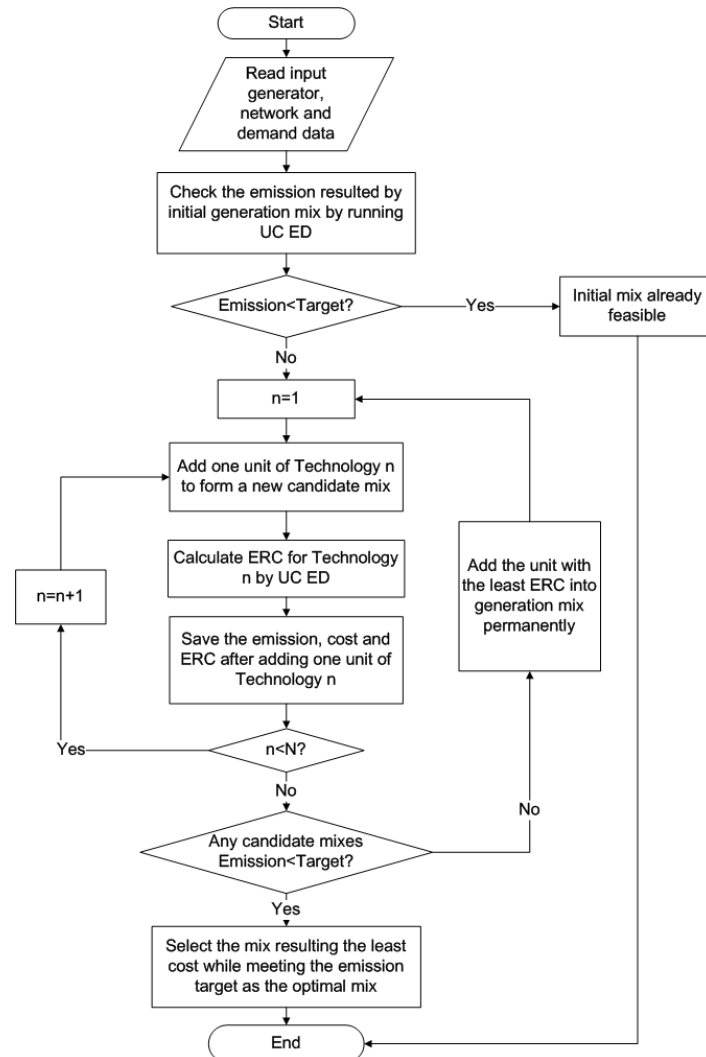 Start
Read input
generator,
network and
demand data
Check the emission resulted by
initial generation mix by running
UC ED
Emission<Target?
Yes
Initial mix already
feasible
No
n=1
Add one unit of Technology n
to form a new candidate mix
Calculate ERC for Technology
n by UC ED
n=n+1
Add the unit with
the least ERC into
generation mix
permanently
Save the emission, cost and
ERC after adding one unit of
Technology n
Yes
n<N?
No
No
Any candidate mixes
Emission<Target?
Yes
Select the mix resulting the least
cost while meeting the emission
target as the optimal mix
End